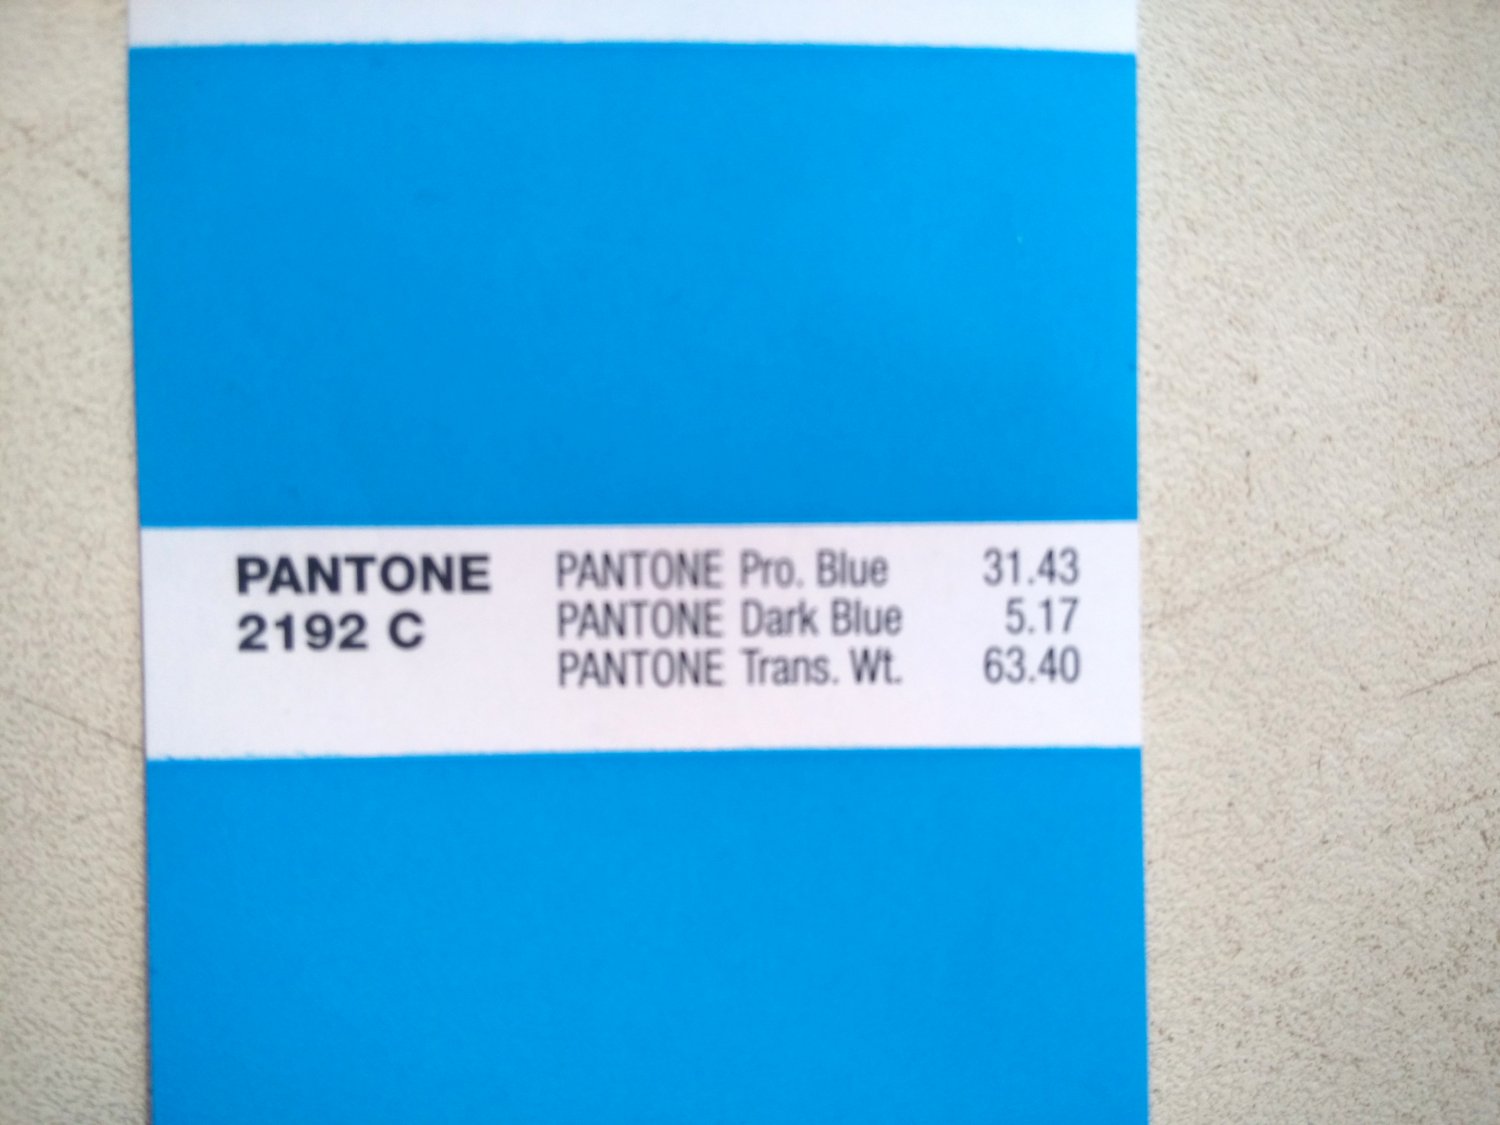 PANTONE
2192 C
PANTONE Pro. Blue 31.43
PANTONE Dark Blue 5.17
PANTONE Trans. Wt. 63.40